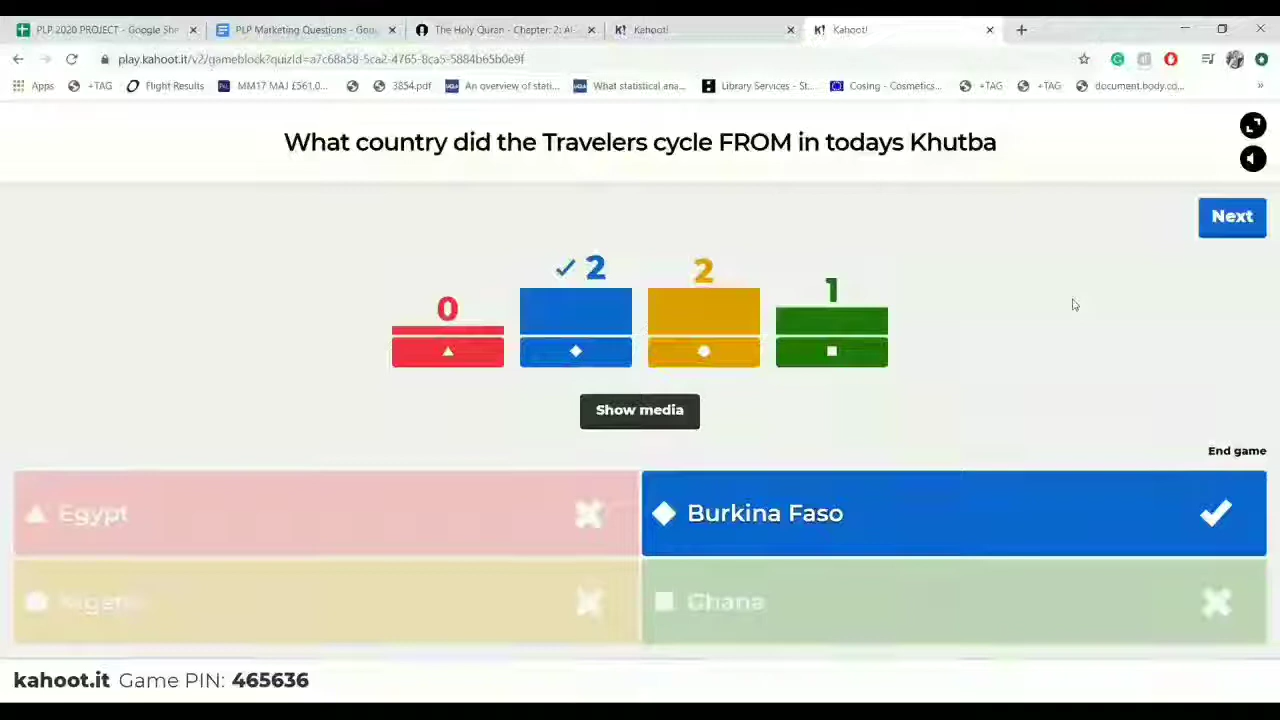 PLP 2020 PROJECT - Google She
PLP Marketing Questions - Goo
The Holy Quran - Chapter: 2: Al
Kahoot!
Kahoot!
play.kahoot.it/v2/gameblock?quizId=a7c68a58-5ca2-4765-8ca5-5884b65b0e9f
Apps
+TAG
Flight Results
MM17 MAJ £561.0...
3854.pdf
An overview of stati...
What statistical ana...
Library Services - St...
Cosing - Cosmetics...
+TAG
+TAG
document.body.co...
What country did the Travelers cycle FROM in todays Khutba
Next
0
2
2
1
Show media
End game
Egypt
Burkina Faso
Ghana
kahoot.it Game PIN: 465636